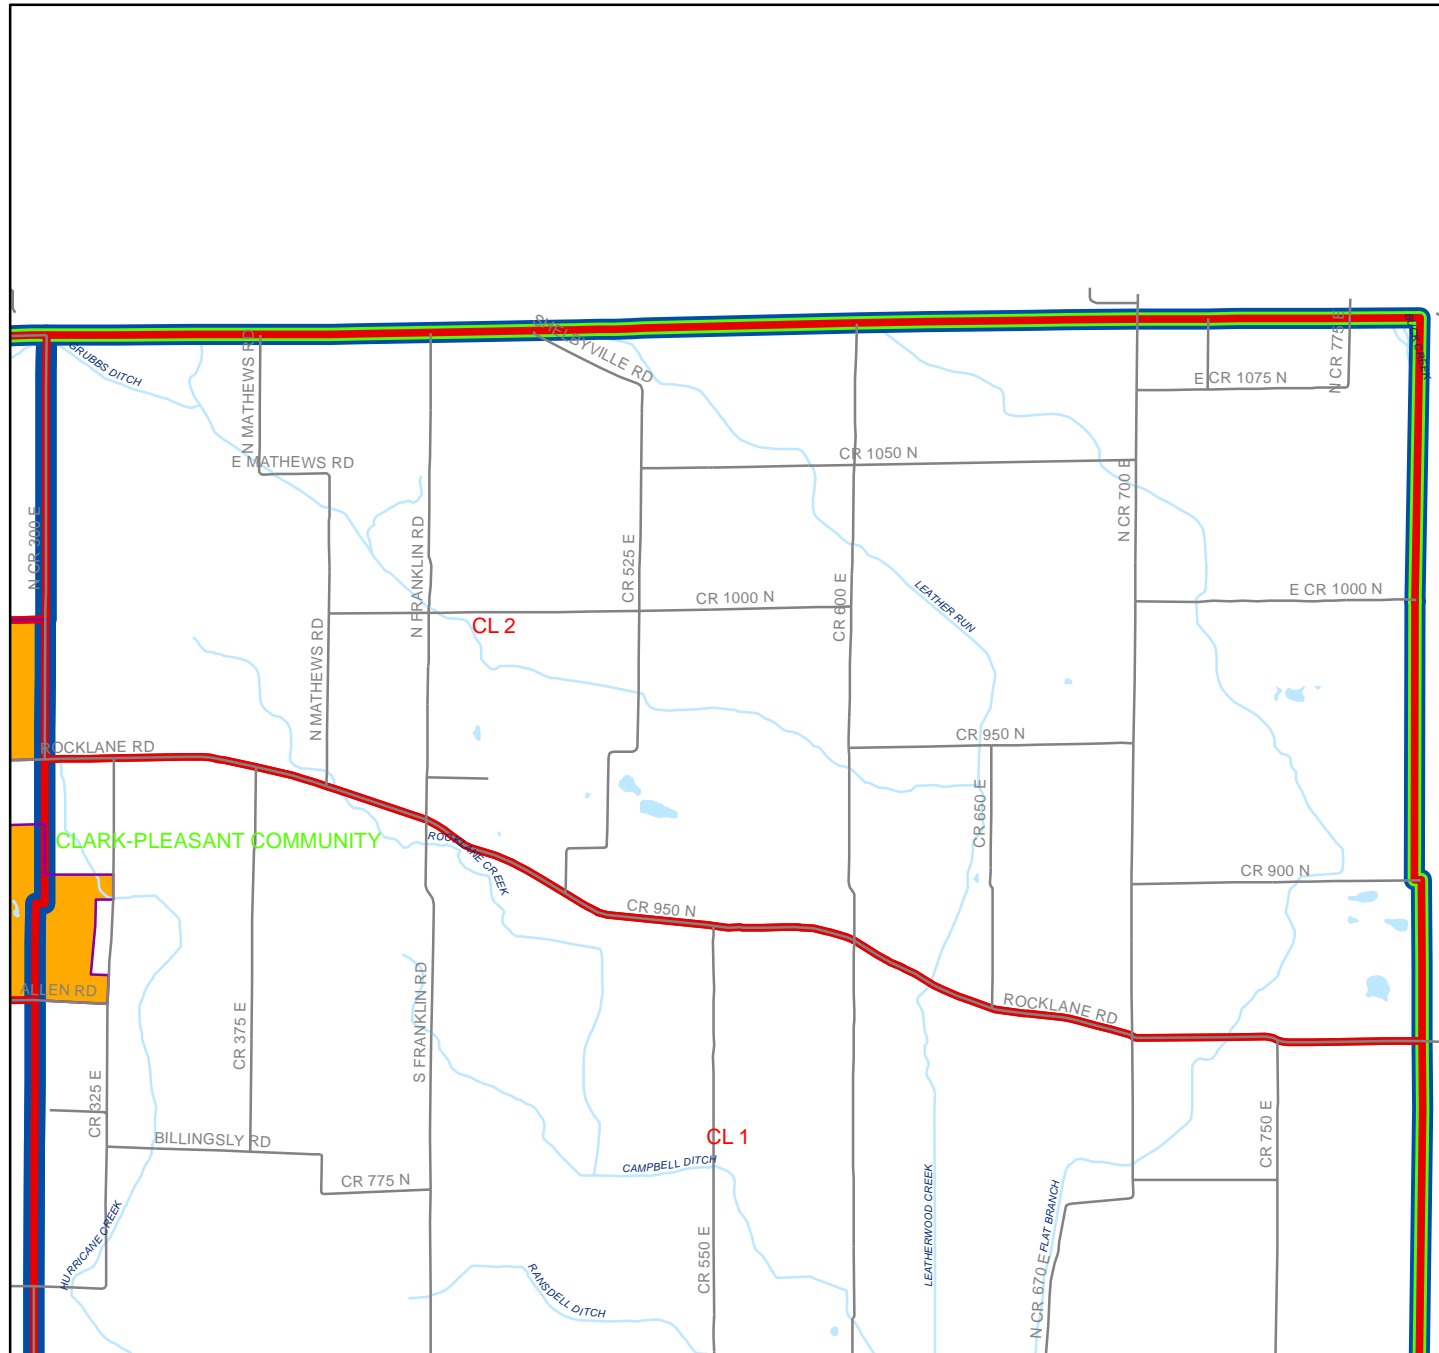 SHELBYVILLE RD
GRUBBS DITCH
N MATHEWS RD
E
N CR 775 E
BUCK CREEK
E CR 1075 N
E MATHEWS RD
CR 1050 N
N CR 700 E
N CR 300 E
N FRANKLIN RD
CR 525 E
CR 600 E
CR 1000 N
LEATHER RUN
E CR 1000 N
CL 2
N MATHEWS RD
ROCKLANE RD
CR 950 N
CR 650 E
CLARK-PLEASANT COMMUNITY
ROCKLANE CREEK
CR 900 N
CR 950 N
ALLEN RD
ROCKLANE RD
CR 375 E
S FRANKLIN RD
CR 325 E
BILLINGSLY RD
CL 1
CR 750 E
CAMPBELL DITCH
CR 775 N
HURRICANE CREEK
LEATHERWOOD CREEK
FLAT BRANCH
CR 550 E
RANSDELL DITCH
N CR 670 E